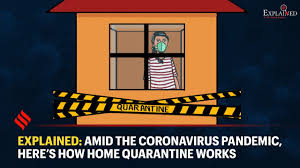 EXPLAINED
QUARANTINE
EXPLAINED: AMID THE CORONAVIRUS PANDEMIC,
HERE'S HOW HOME QUARANTINE WORKS